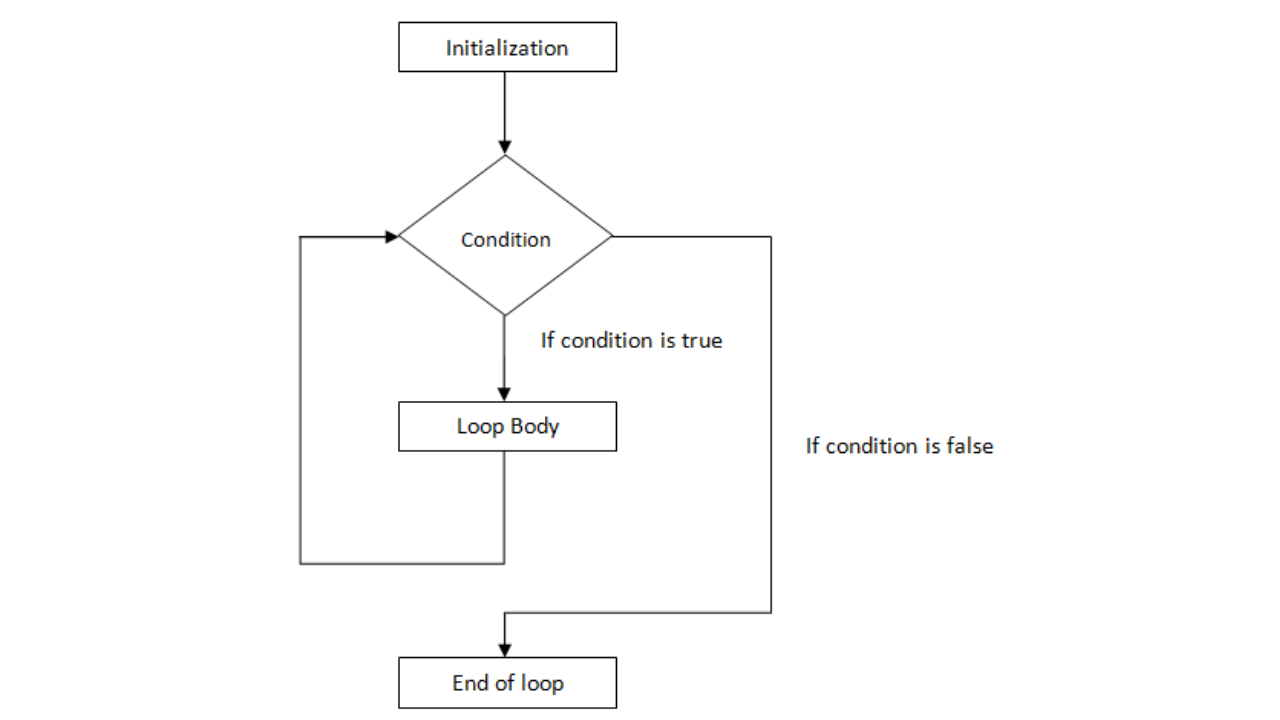 Initialization
Condition
If condition is true
Loop Body
If condition is false
End of loop